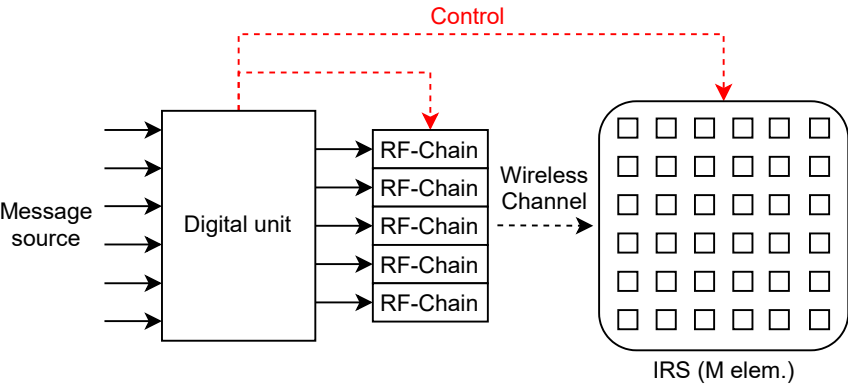 Control
Message
source
Digital unit
RF-Chain
RF-Chain
RF-Chain
RF-Chain
RF-Chain
Wireless
Channel
IRS (M elem.)